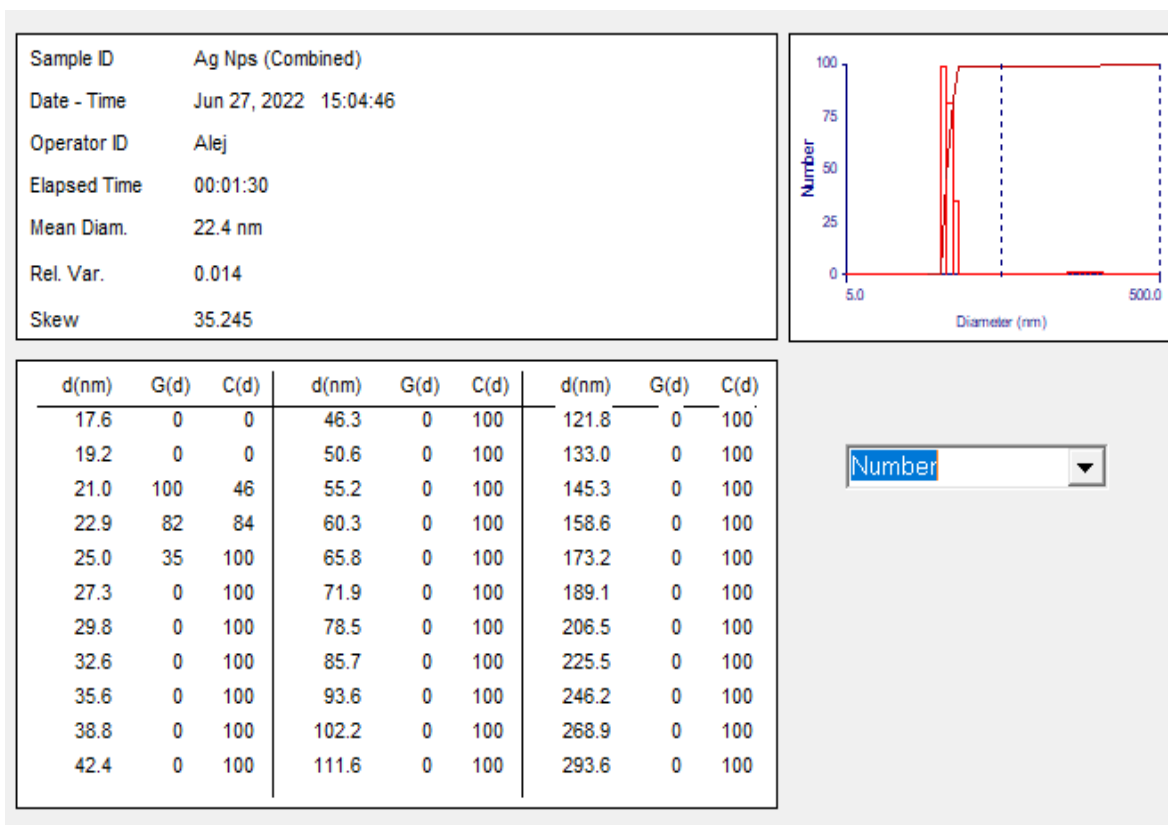 Sample ID Ag Nps (Combined)
Date - Time Jun 27, 2022 15:04:46
Operator ID Alej
Elapsed Time 00:01:30
Mean Diam. 22.4 nm
Rel. Var. 0.014
Skew 35.245
100
75
50
25
0
Number
5.0 500.0
Diameter (nm)
d(nm) G(d) C(d) d(nm) G(d) C(d) d(nm) G(d) C(d)
17.6 0 0 46.3 0 100 121.8 0 100
19.2 0 0 50.6 0 100 133.0 0 100
21.0 100 46 55.2 0 100 145.3 0 100
22.9 82 84 60.3 0 100 158.6 0 100
25.0 35 100 65.8 0 100 173.2 0 100
27.3 0 100 71.9 0 100 189.1 0 100
29.8 0 100 78.5 0 100 206.5 0 100
32.6 0 100 85.7 0 100 225.5 0 100
35.6 0 100 93.6 0 100 246.2 0 100
38.8 0 100 102.2 0 100 268.9 0 100
42.4 0 100 111.6 0 100 293.6 0 100
Number